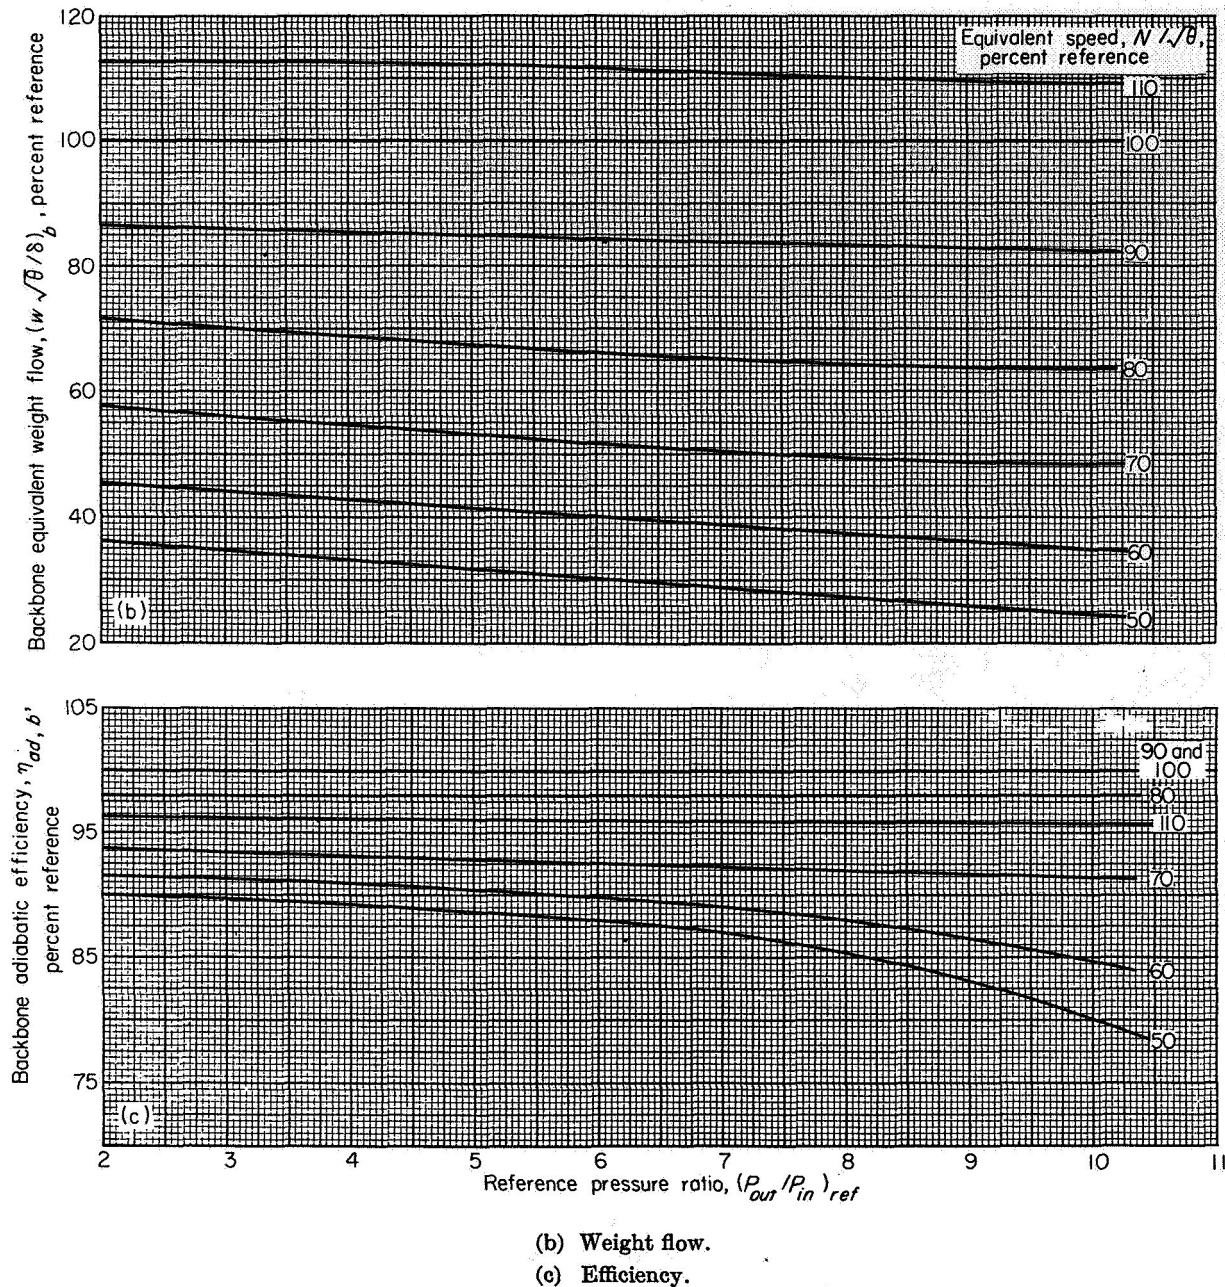 Backbone equivalent weight flow, (w √θ/δ)b, percent reference
120
100
80
60
40
20
Equivalent speed, N/√θ,
percent reference
110
100
90
80
70
60
50
(b)
Backbone adiabatic efficiency, ηad, b,
percent reference
105
95
85
75
90 and
100
80
110
70
60
50
(c)
2 3 4 5 6 7 8 9 10 11
Reference pressure ratio, (Pout/Pin)ref
(b) Weight flow.
(c) Efficiency.